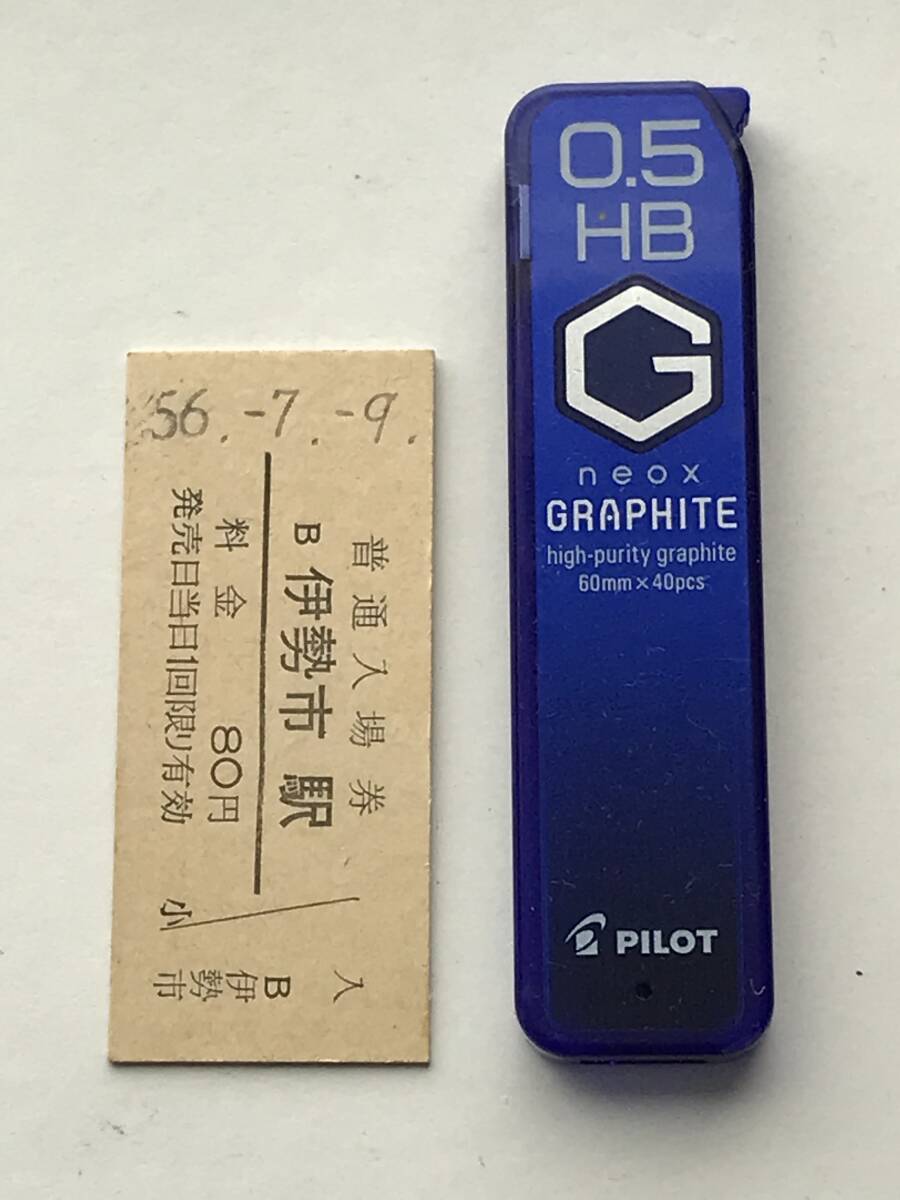 56.-7.-9.
普通入場券
B 伊勢市駅
料金 80円
発売日当日1回限り有効
小
入
B
伊勢市
0.5
HB
G
neox
GRAPHITE
high-purity graphite
60mm×40pcs
PILOT